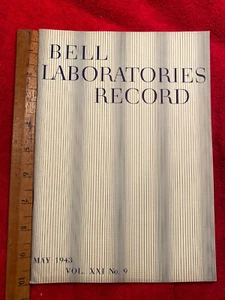 BELL
LABORATORIES
RECORD
MAY 1943
VOL. XXI No. 9